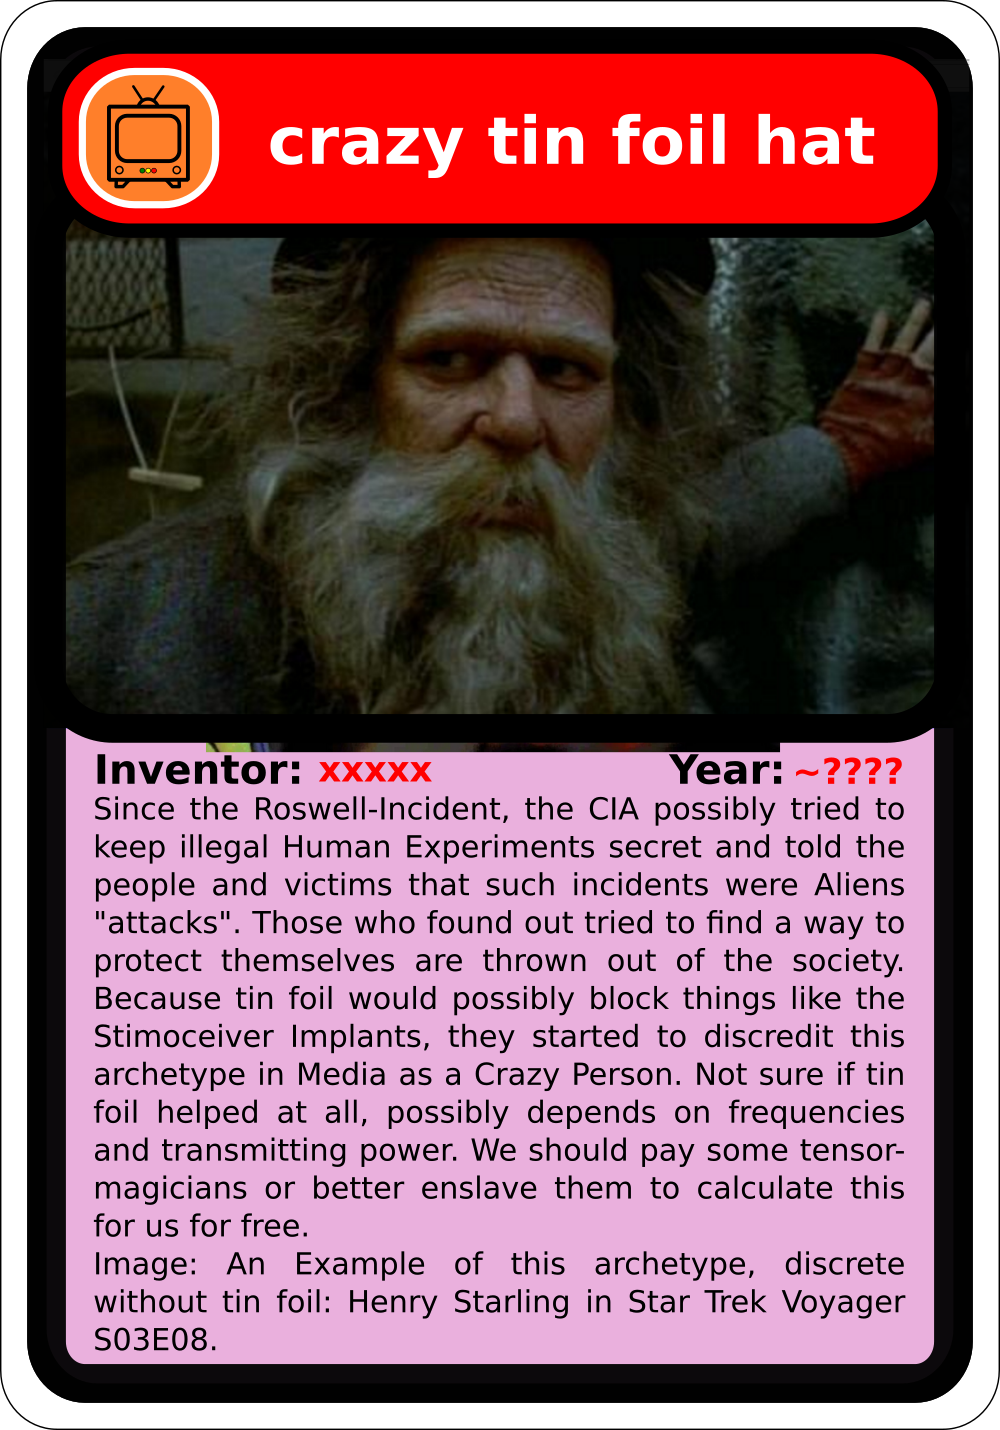 crazy tin foil hat
Inventor: xxxxx Year: ~????
Since the Roswell-Incident, the CIA possibly tried to
keep illegal Human Experiments secret and told the
people and victims that such incidents were Aliens
"attacks". Those who found out tried to find a way to
protect themselves are thrown out of the society.
Because tin foil would possibly block things like the
Stimoceiver Implants, they started to discredit this
archetype in Media as a Crazy Person. Not sure if tin
foil helped at all, possibly depends on frequencies
and transmitting power. We should pay some tensor-
magicians or better enslave them to calculate this
for us for free.
Image: An Example of this archetype, discrete
without tin foil: Henry Starling in Star Trek Voyager
S03E08.